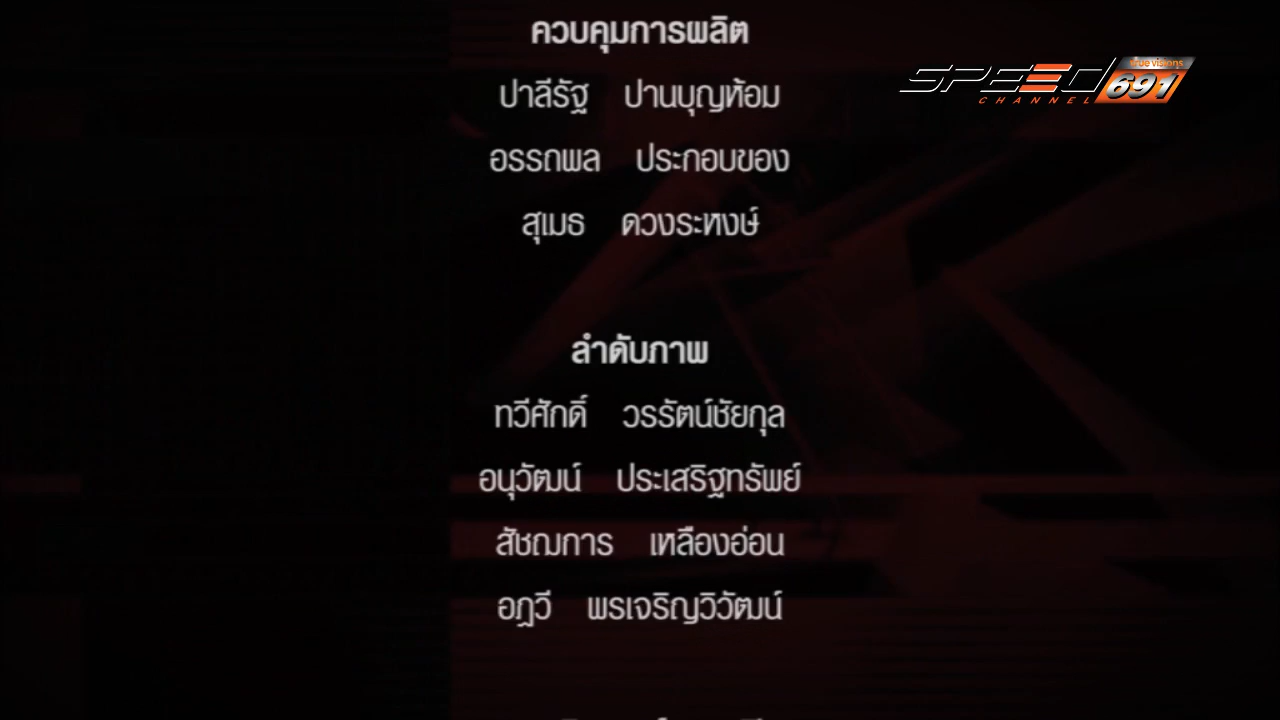 ควบคุมการผลิต
ปาลีรัฐ ปานบุญห้อม
อรรถพล ประกอบของ
สุเมธ ดวงระหงษ์
ลำดับภาพ
ทวีศักดิ์ วรรัตน์ชัยกุล
อนุวัฒน์ ประเสริฐทรัพย์
สัชฌการ เหลืองอ่อน
อฎวี พรเจริญวิวัฒน์
SPEED
true visions
CHANNEL
691